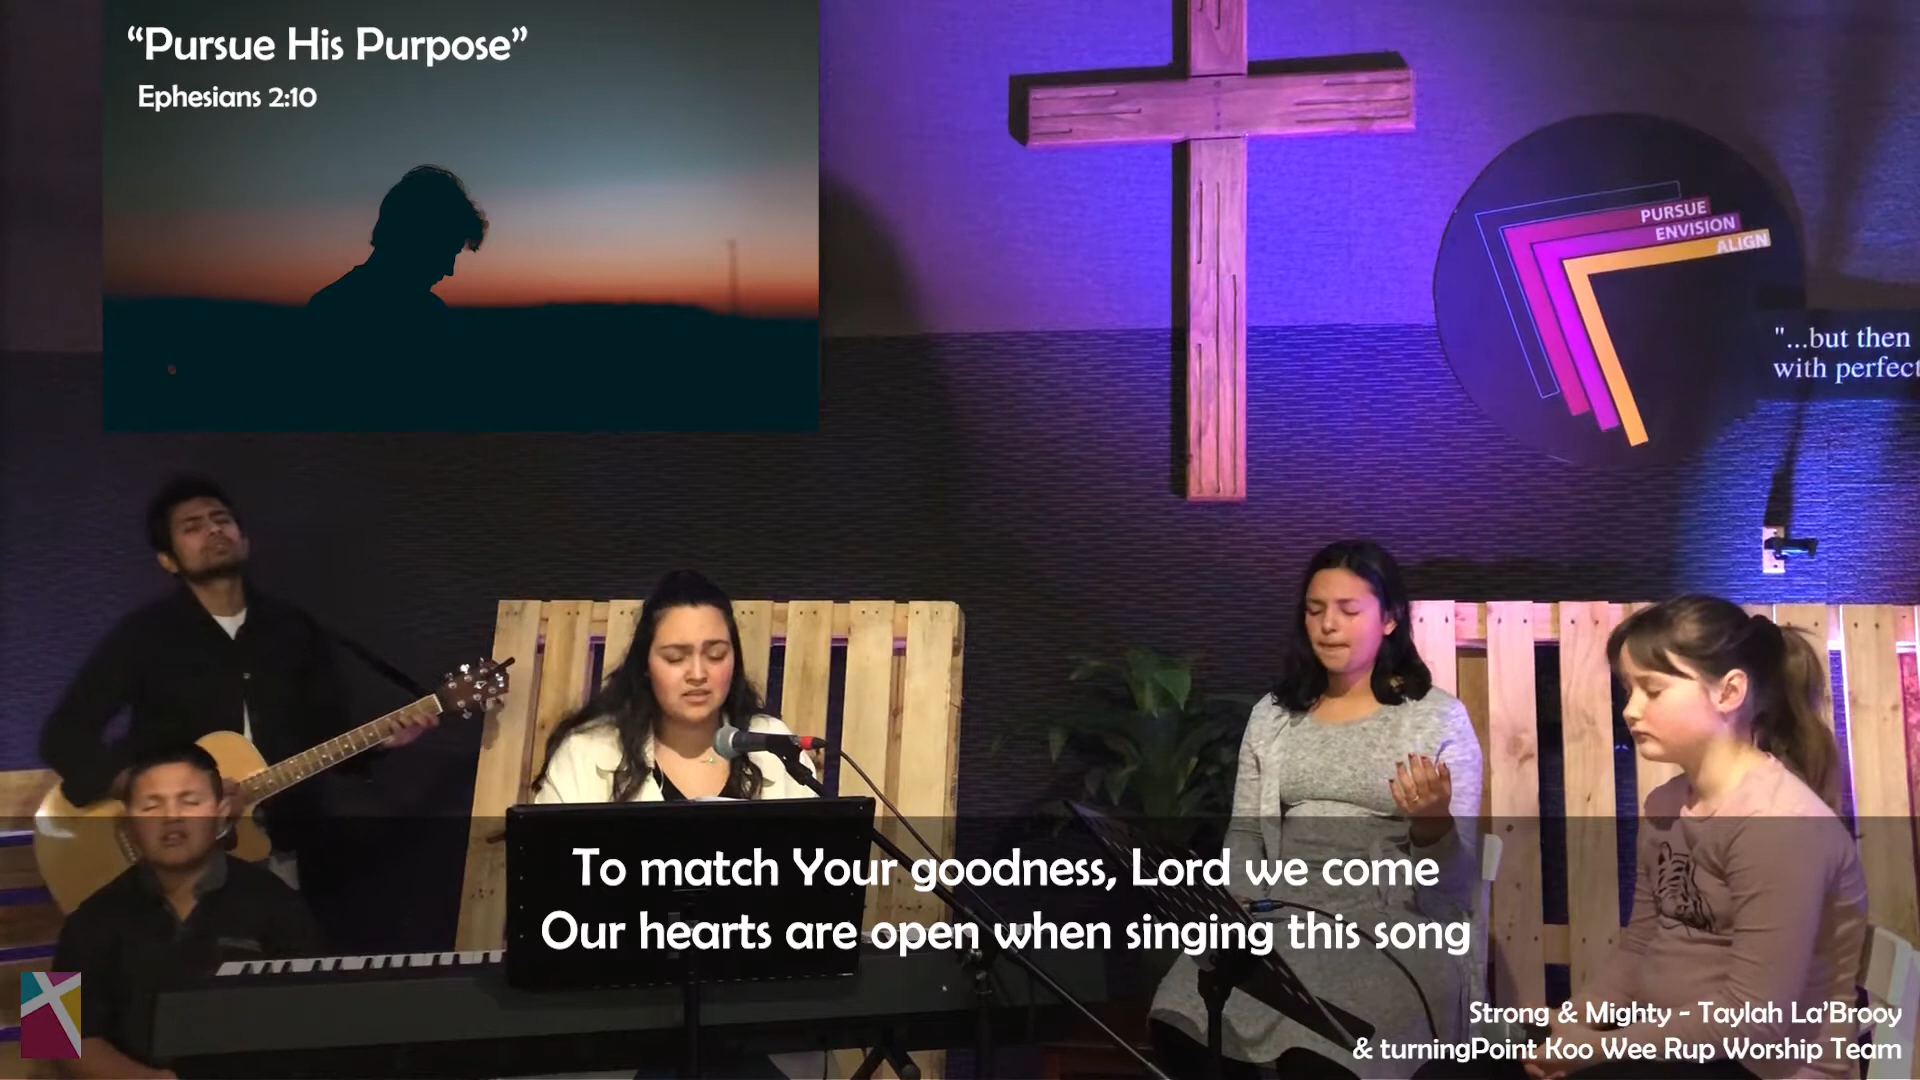 “Pursue His Purpose”
Ephesians 2:10
PURSUE
ENVISION
ALIGN
"...but then
with perfect
To match Your goodness, Lord we come
Our hearts are open when singing this song
Strong & Mighty - Taylah La’Brooy
& turningPoint Koo Wee Rup Worship Team